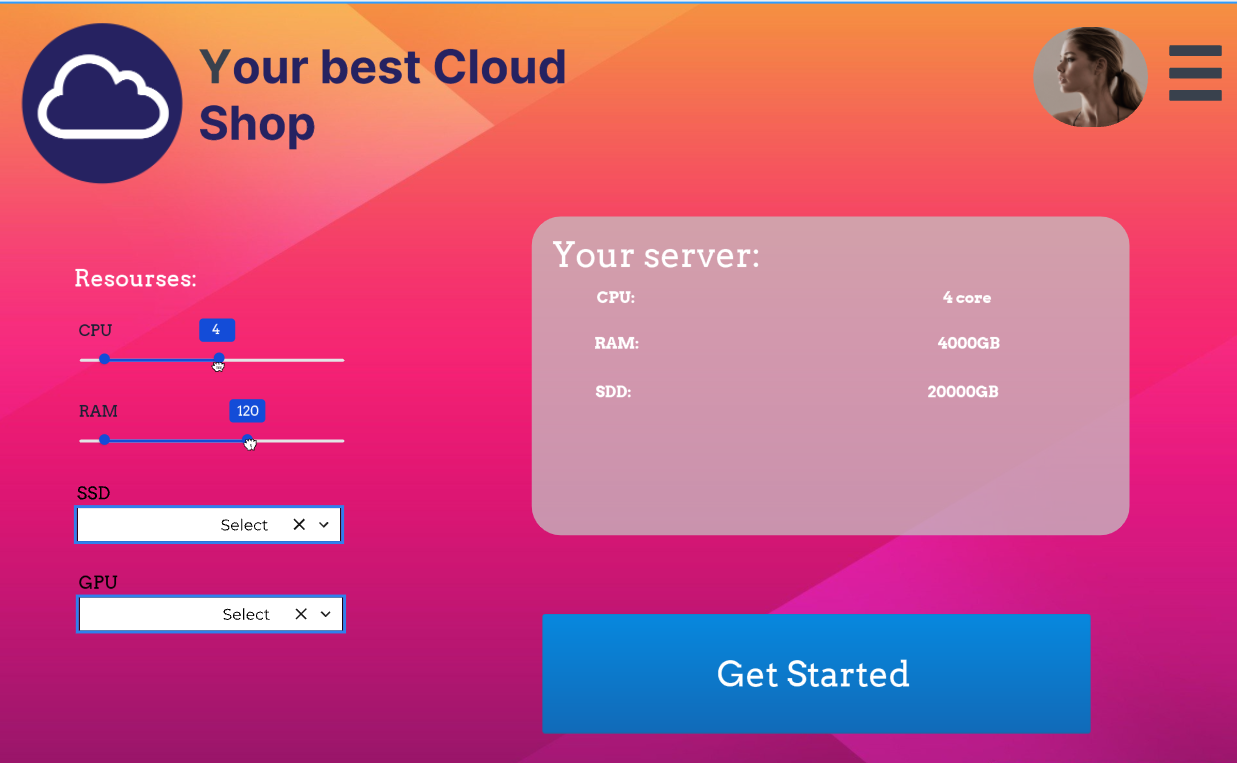 Your best Cloud
Shop
Resourses:
CPU
4
RAM
120
SSD
Select
GPU
Select
Your server:
CPU: 4 core
RAM: 4000GB
SDD: 20000GB
Get Started